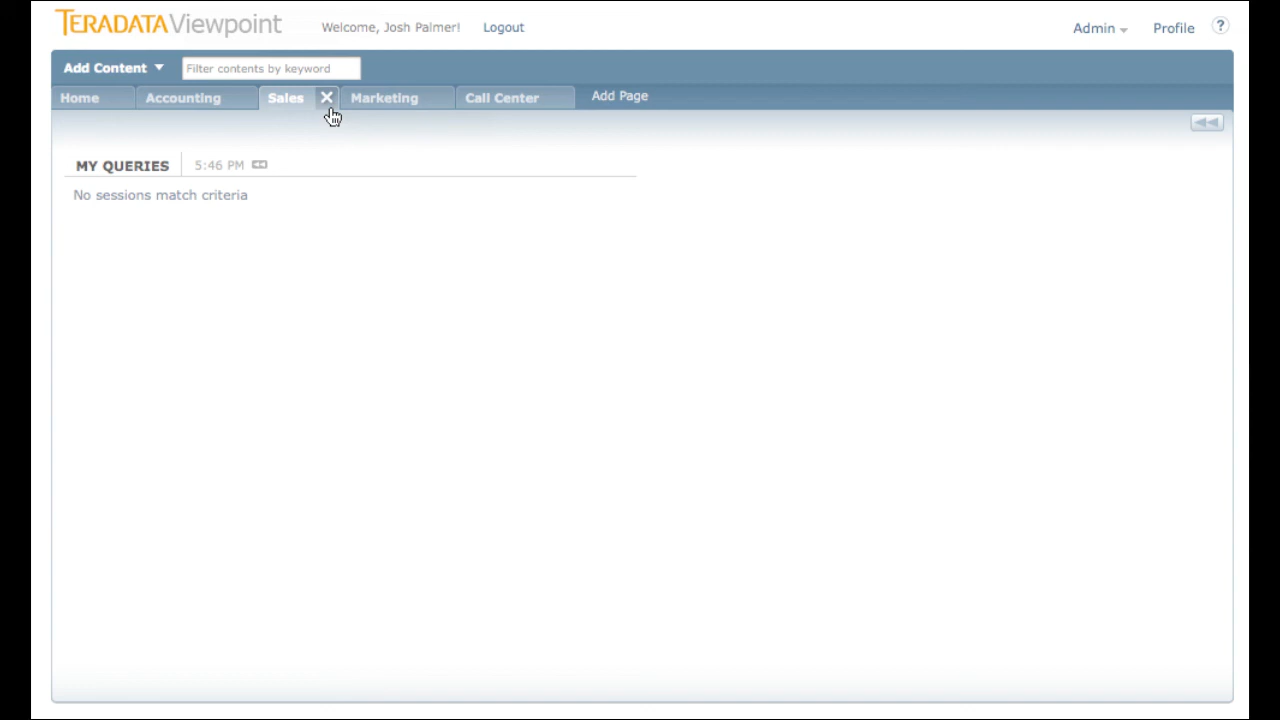 TERADATA Viewpoint Welcome, Josh Palmer! Logout Admin Profile ?
Add Content Filter contents by keyword
Home Accounting Sales Marketing Call Center Add Page
MY QUERIES 5:46 PM
No sessions match criteria